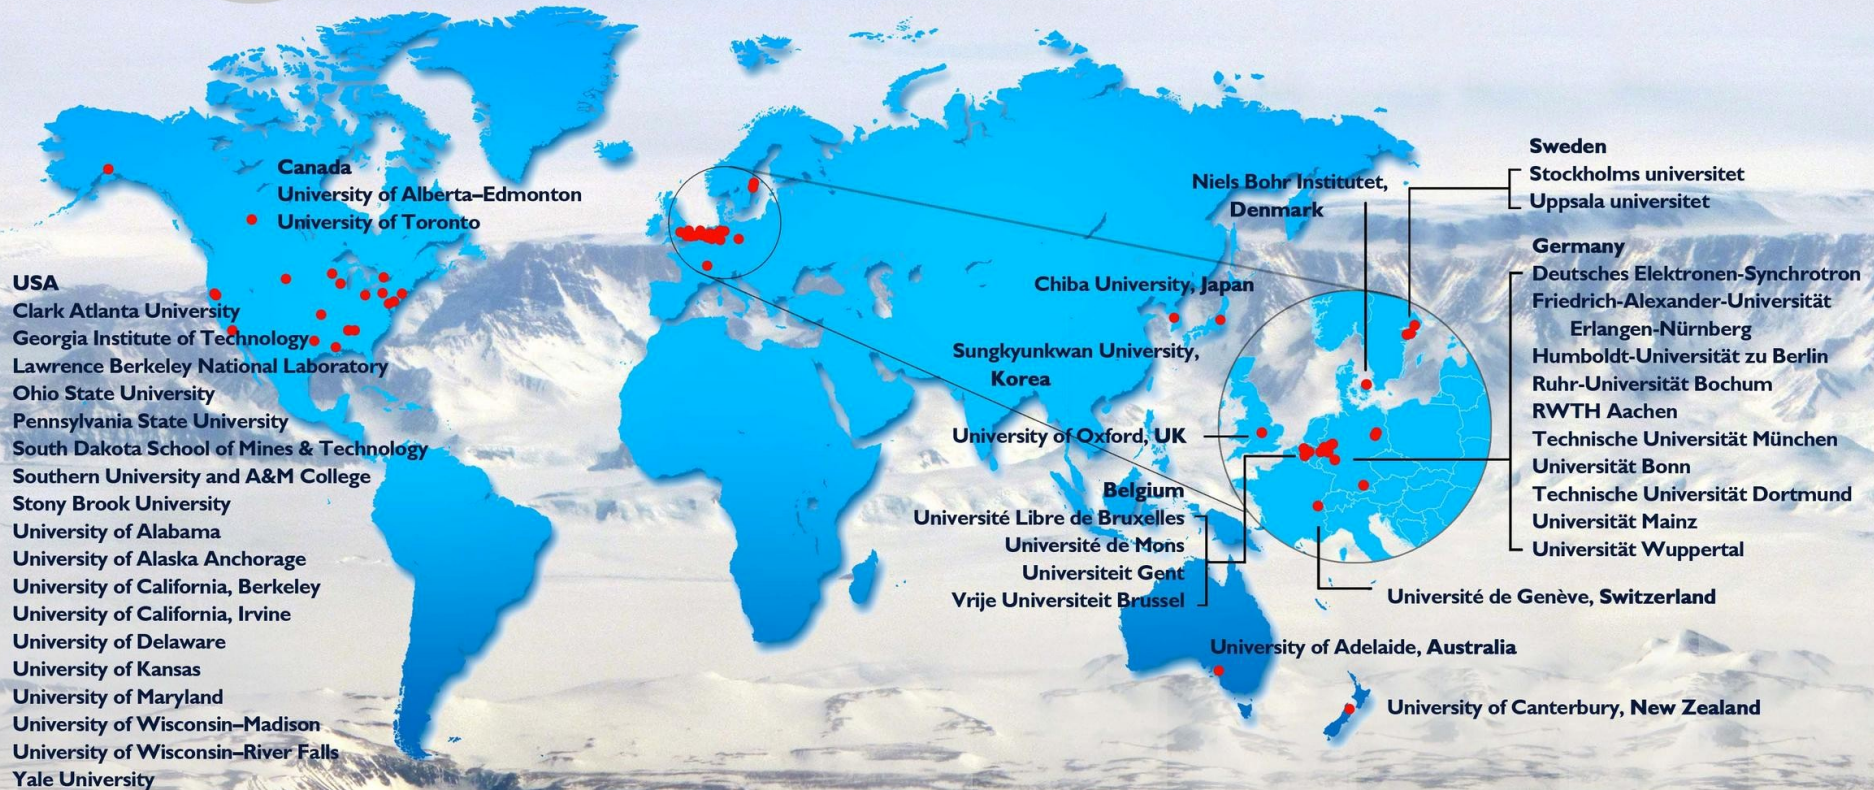 Canada
University of Alberta–Edmonton
University of Toronto
USA
Clark Atlanta University
Georgia Institute of Technology
Lawrence Berkeley National Laboratory
Ohio State University
Pennsylvania State University
South Dakota School of Mines & Technology
Southern University and A&M College
Stony Brook University
University of Alabama
University of Alaska Anchorage
University of California, Berkeley
University of California, Irvine
University of Delaware
University of Kansas
University of Maryland
University of Wisconsin–Madison
University of Wisconsin–River Falls
Yale University
Niels Bohr Institutet,
Denmark
Chiba University, Japan
Sungkyunkwan University,
Korea
University of Oxford, UK
Belgium
Université Libre de Bruxelles
Université de Mons
Universiteit Gent
Vrije Universiteit Brussel
Sweden
Stockholms universitet
Uppsala universitet
Germany
Deutsches Elektronen-Synchrotron
Friedrich-Alexander-Universität
Erlangen-Nürnberg
Humboldt-Universität zu Berlin
Ruhr-Universität Bochum
RWTH Aachen
Technische Universität München
Universität Bonn
Technische Universität Dortmund
Universität Mainz
Universität Wuppertal
Université de Genève, Switzerland
University of Adelaide, Australia
University of Canterbury, New Zealand